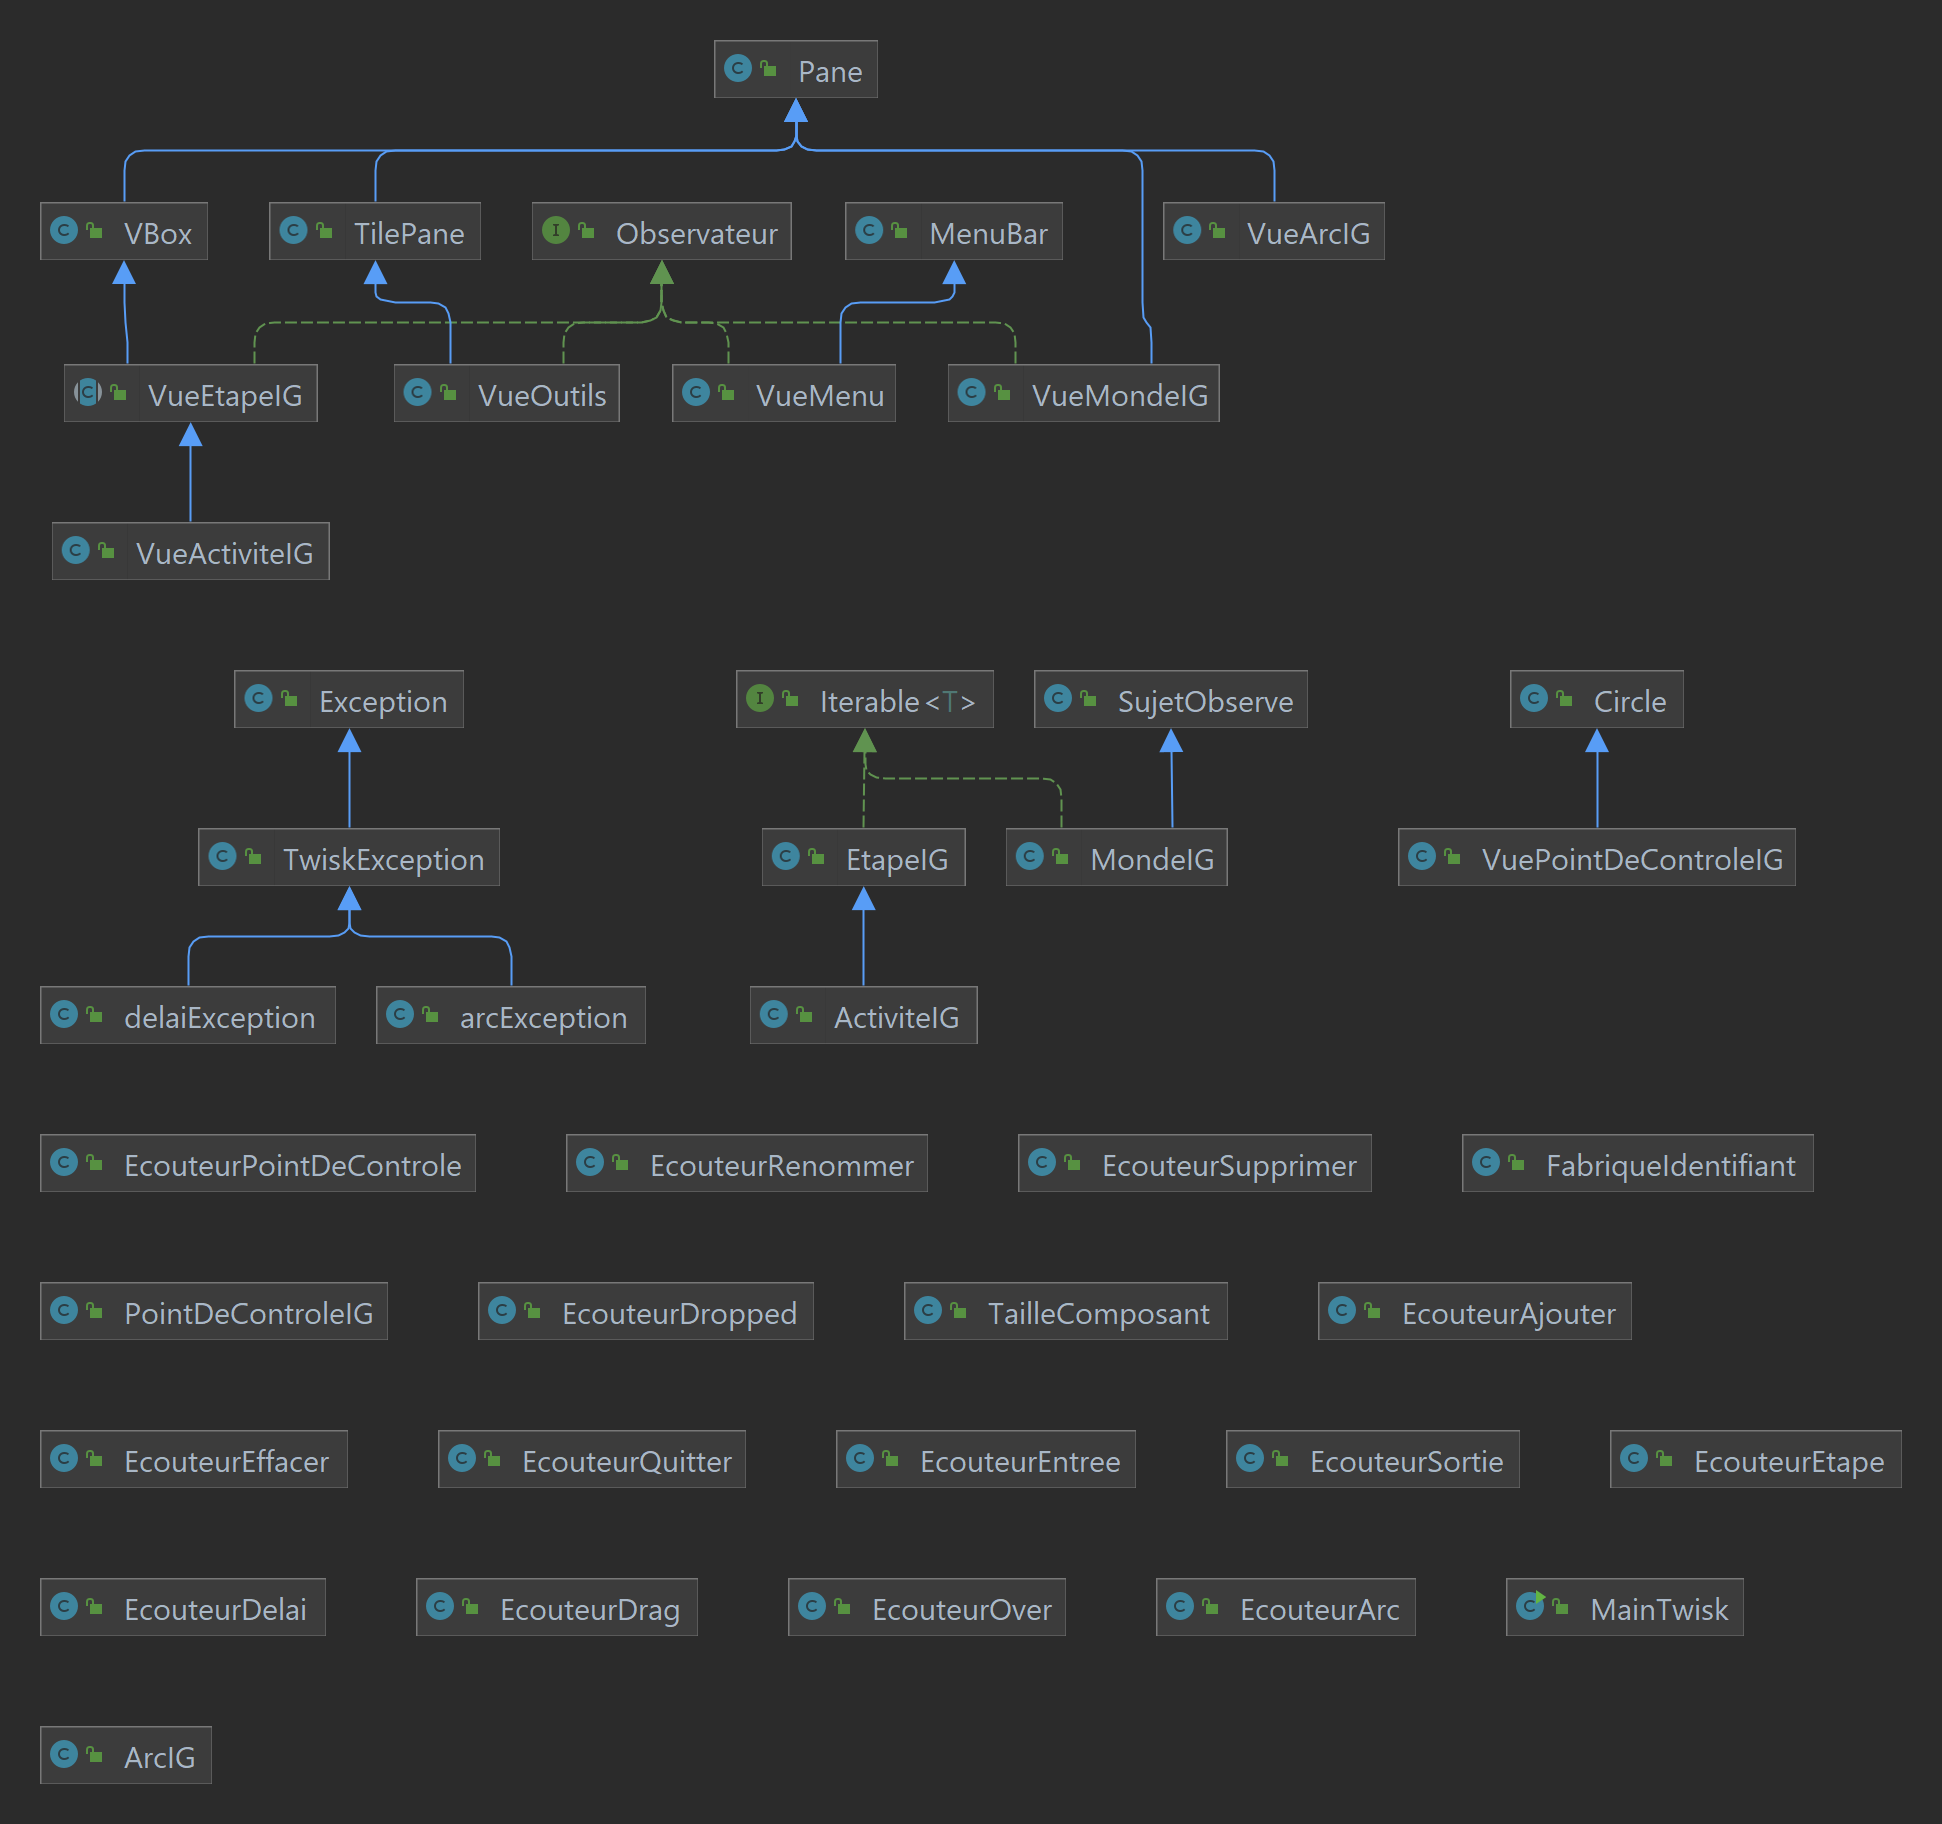 Pane
VBox
TilePane
Observateur
MenuBar
VueArcIG
VueEtapeIG
VueOutils
VueMenu
VueMondeIG
VueActiviteIG
Exception
Iterable<T>
SujetObserve
Circle
TwiskException
EtapeIG
MondeIG
VuePointDeControleIG
delaiException
arcException
ActiviteIG
EcouteurPointDeControle
EcouteurRenommer
EcouteurSupprimer
FabriqueIdentifiant
PointDeControleIG
EcouteurDropped
TailleComposant
EcouteurAjouter
EcouteurEffacer
EcouteurQuitter
EcouteurEntree
EcouteurSortie
EcouteurEtape
EcouteurDelai
EcouteurDrag
EcouteurOver
EcouteurArc
MainTwisk
ArcIG